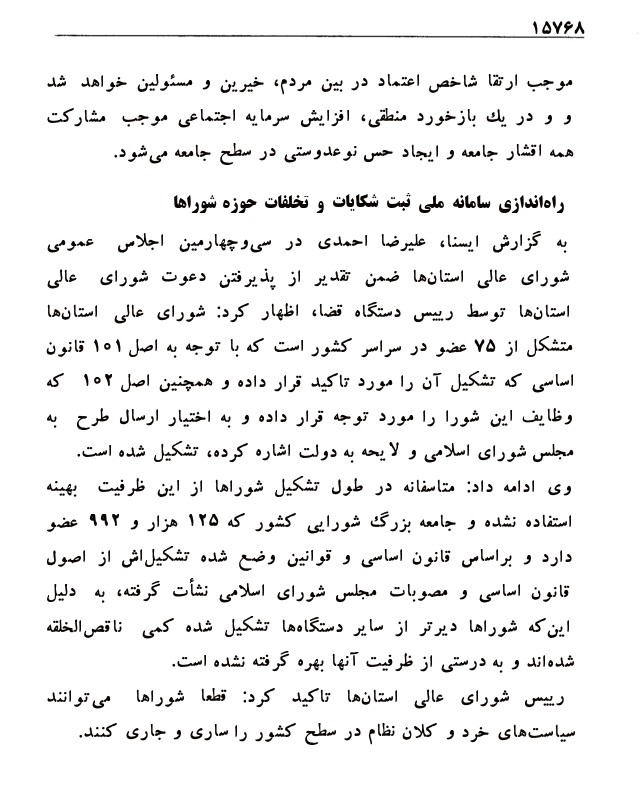 ۱۵۷۶۸
موجب ارتقا شاخص اعتماد در بین مردم، خیرین و مسئولین خواهد شد
و و در یك بازخورد منطقی، افزایش سرمایه اجتماعی موجب مشارکت
همه اقشار جامعه و ایجاد حس نوعدوستی در سطح جامعه می‌شود.
راه‌اندازی سامانه ملی ثبت شکایات و تخلفات حوزه شوراها
به گزارش ایسنا، علیرضا احمدی در سی‌وچهارمین اجلاس عمومی
شورای عالی استان‌ها ضمن تقدیر از پذیرفتن دعوت شورای عالی
استان‌ها توسط رییس دستگاه قضا، اظهار کرد: شورای عالی استان‌ها
متشکل از ۷۵ عضو در سراسر کشور است که با توجه به اصل ۱۰۱ قانون
اساسی که تشکیل آن را مورد تاکید قرار داده و همچنین اصل ۱۰۲ که
وظایف این شورا را مورد توجه قرار داده و به اختیار ارسال طرح به
مجلس شورای اسلامی و لایحه به دولت اشاره کرده، تشکیل شده است.
وی ادامه داد: متاسفانه در طول تشکیل شوراها از این ظرفیت بهینه
استفاده نشده و جامعه بزرگ شورایی کشور که ۱۲۵ هزار و ۹۹۲ عضو
دارد و براساس قانون اساسی و قوانین وضع شده تشکیل‌اش از اصول
قانون اساسی و مصوبات مجلس شورای اسلامی نشأت گرفته، به دلیل
این‌که شوراها دیرتر از سایر دستگاه‌ها تشکیل شده کمی ناقص‌الخلقه
شده‌اند و به درستی از ظرفیت آنها بهره گرفته نشده است.
رییس شورای عالی استان‌ها تاکید کرد: قطعا شوراها می‌توانند
سیاست‌های خرد و کلان نظام در سطح کشور را ساری و جاری کنند.